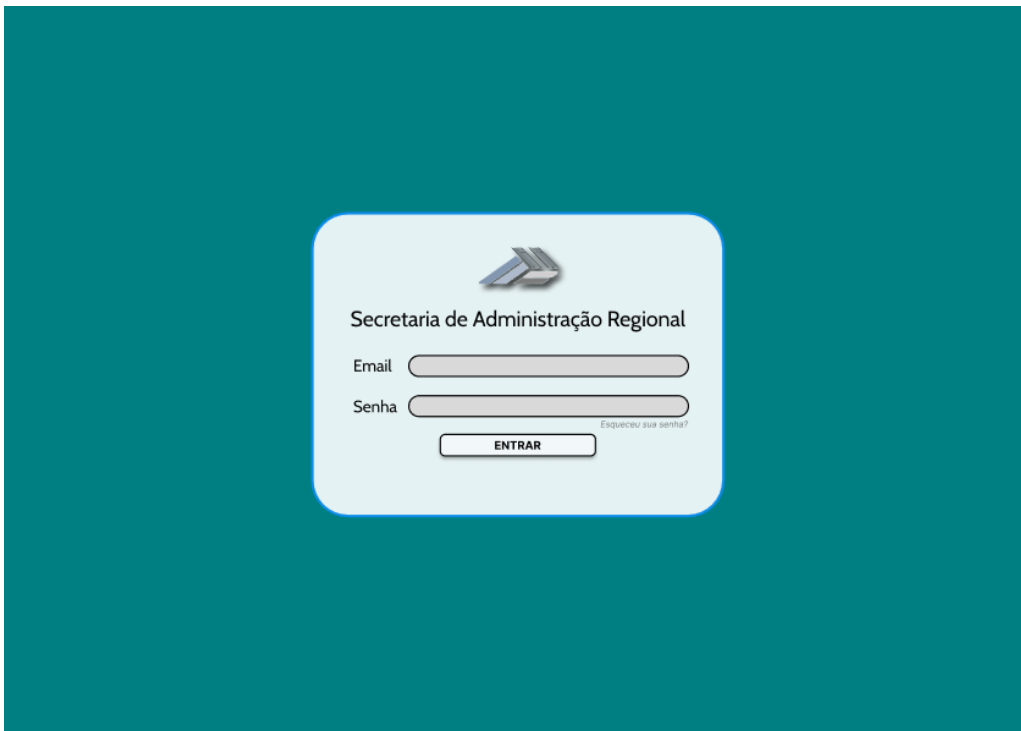 Secretaria de Administração Regional
Email
Senha
Esqueceu sua senha?
ENTRAR